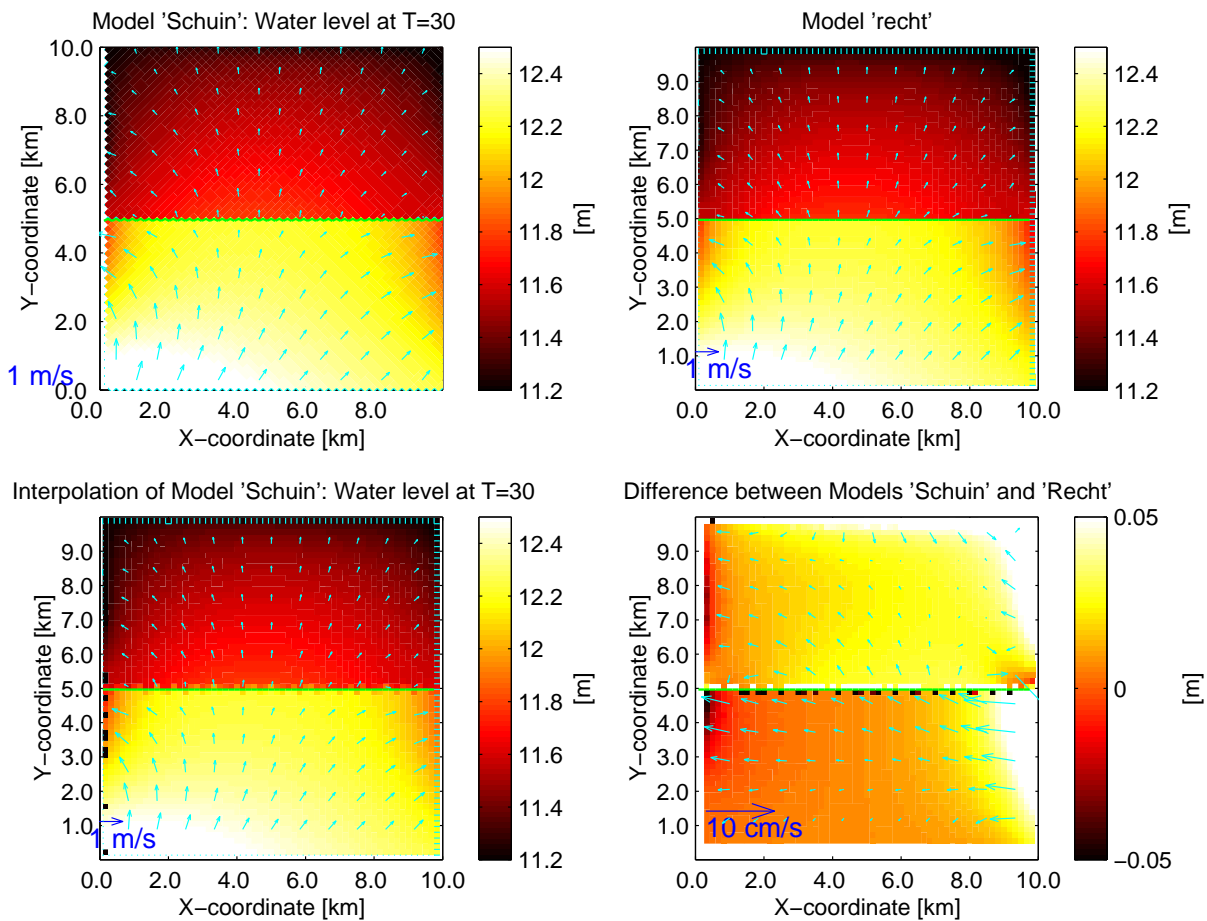 Model 'Schuin': Water level at T=30
10.0
8.0
6.0
4.0
2.0
0.0
Y−coordinate [km]
1 m/s
0.0 2.0 4.0 6.0 8.0
X−coordinate [km]
12.4
12.2
12
11.8
11.6
11.4
11.2
[m]
Model 'recht'
9.0
8.0
7.0
6.0
5.0
4.0
3.0
2.0
1.0
Y−coordinate [km]
1 m/s
0.0 2.0 4.0 6.0 8.0 10.0
X−coordinate [km]
12.4
12.2
12
11.8
11.6
11.4
11.2
[m]
Interpolation of Model 'Schuin': Water level at T=30
9.0
8.0
7.0
6.0
5.0
4.0
3.0
2.0
1.0
Y−coordinate [km]
1 m/s
0.0 2.0 4.0 6.0 8.0 10.0
X−coordinate [km]
12.4
12.2
12
11.8
11.6
11.4
11.2
[m]
Difference between Models 'Schuin' and 'Recht'
9.0
8.0
7.0
6.0
5.0
4.0
3.0
2.0
1.0
Y−coordinate [km]
10 cm/s
0.0 2.0 4.0 6.0 8.0 10.0
X−coordinate [km]
0.05
0
−0.05
[m]